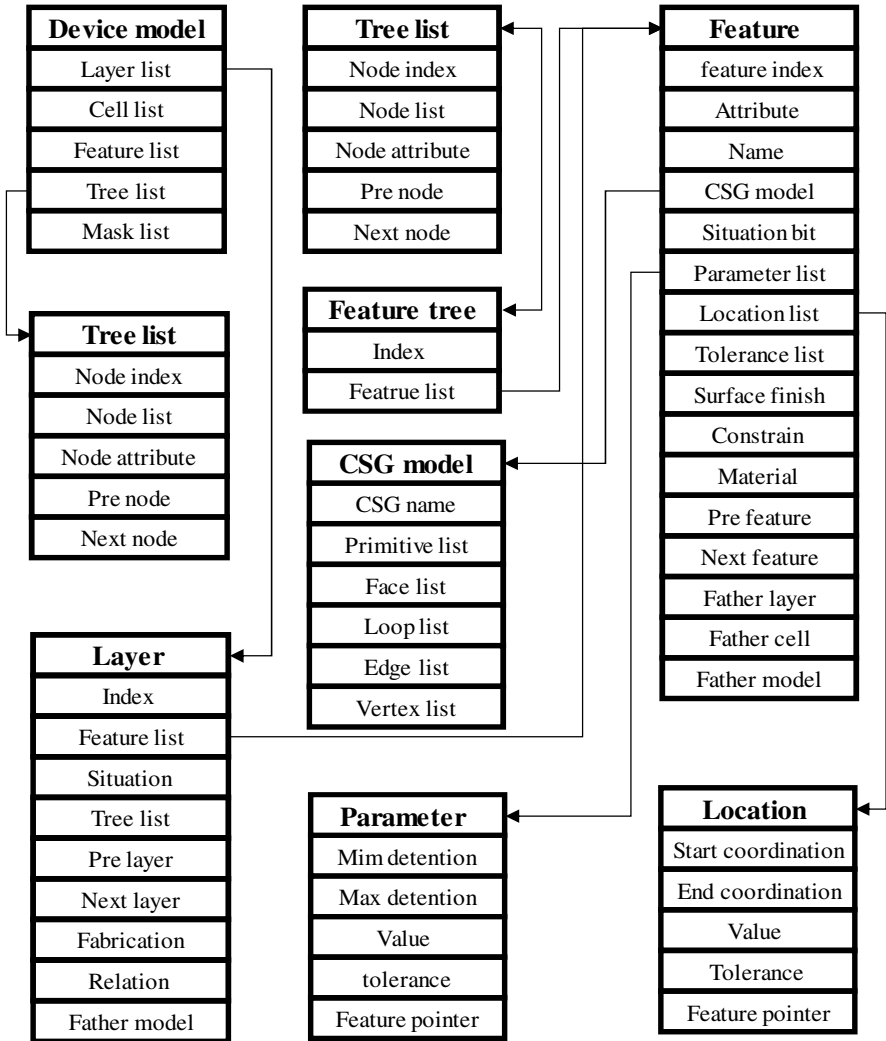 Device model
Layer list
Cell list
Feature list
Tree list
Mask list
Tree list
Node index
Node list
Node attribute
Pre node
Next node
Layer
Index
Feature list
Situation
Tree list
Pre layer
Next layer
Fabrication
Relation
Father model
Tree list
Node index
Node list
Node attribute
Pre node
Next node
Feature tree
Index
Featrue list
CSG model
CSG name
Primitive list
Face list
Loop list
Edge list
Vertex list
Parameter
Mim detention
Max detention
Value
tolerance
Feature pointer
Feature
feature index
Attribute
Name
CSG model
Situation bit
Parameter list
Location list
Tolerance list
Surface finish
Constrain
Material
Pre feature
Next feature
Father layer
Father cell
Father model
Location
Start coordination
End coordination
Value
Tolerance
Feature pointer